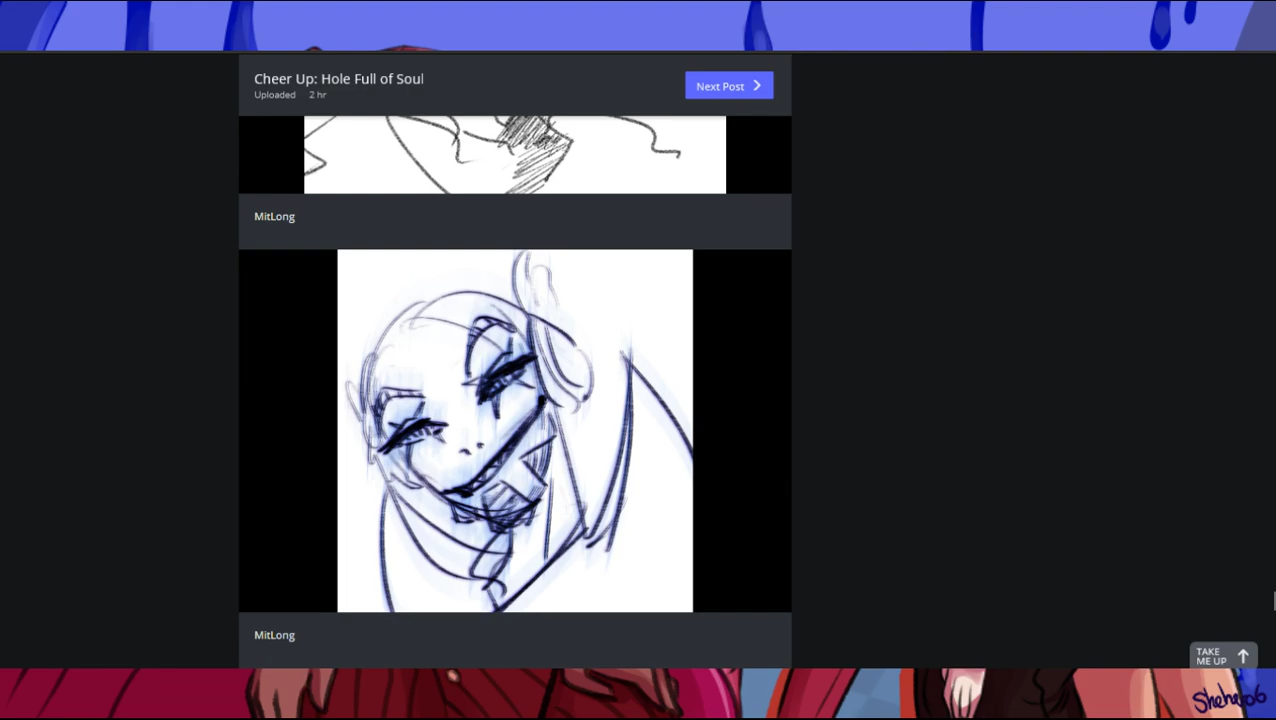 Cheer Up: Hole Full of Soul
Uploaded 2 hr
Next Post
MitLong
MitLong
TAKE
ME UP